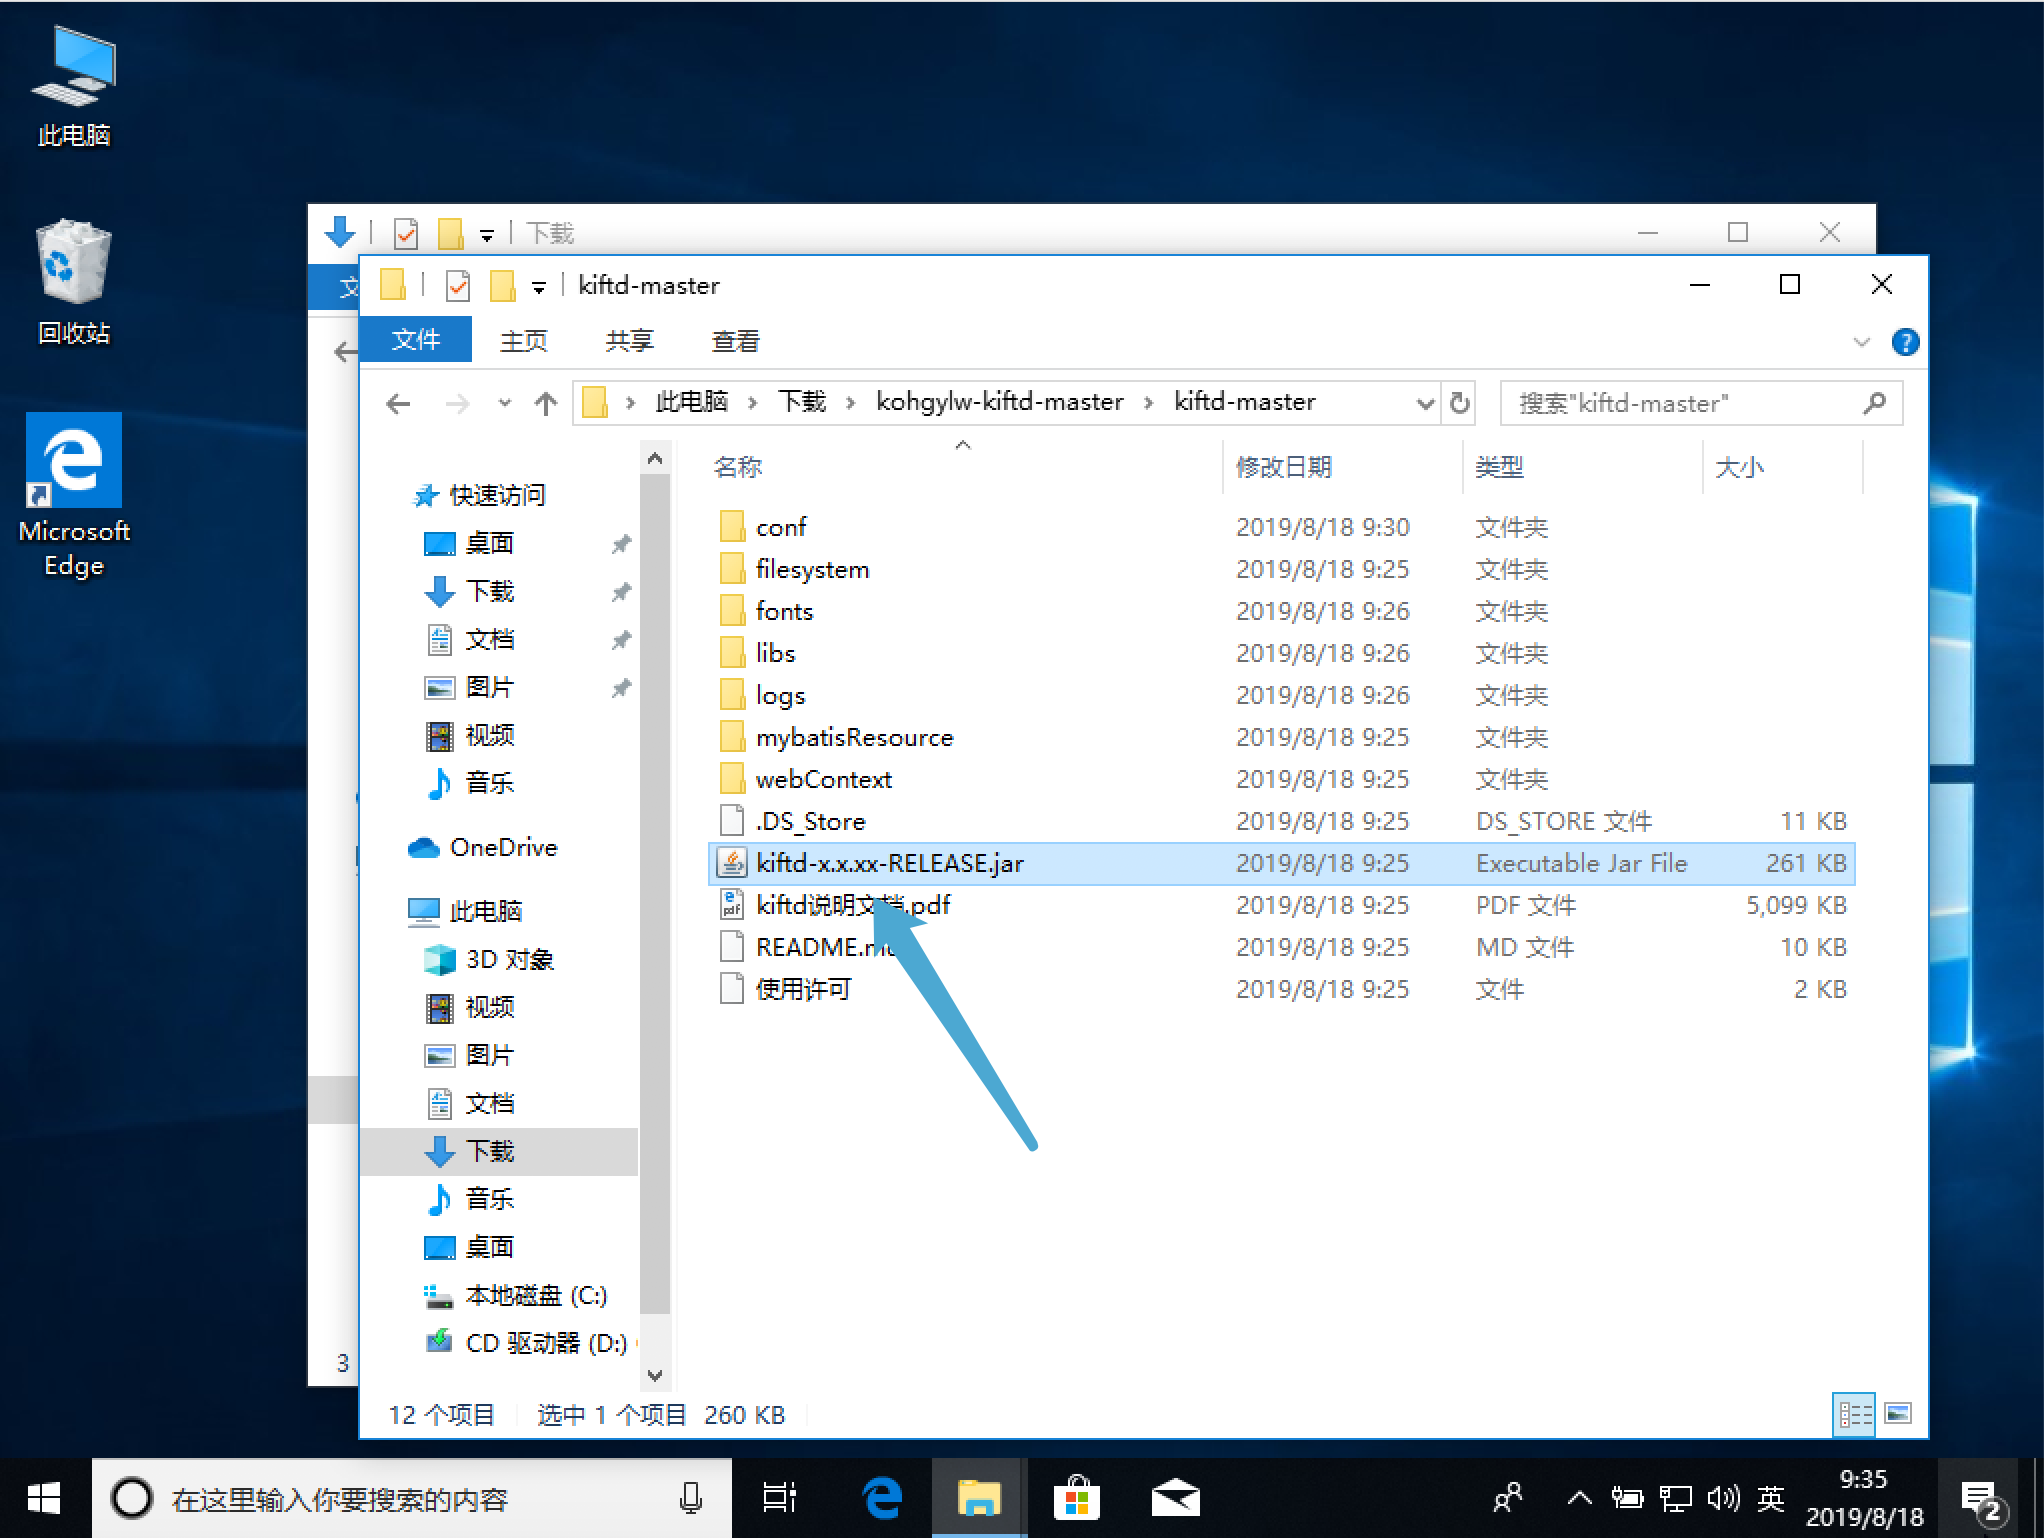 此电脑
回收站
Microsoft
Edge
下载
kiftd-master
文件 主页 共享 查看
此电脑 下载 kohgylw-kiftd-master kiftd-master
搜索"kiftd-master"
名称 修改日期 类型 大小
快速访问
桌面
下载
文档
图片
视频
音乐
OneDrive
此电脑
3D 对象
视频
图片
文档
下载
音乐
桌面
本地磁盘 (C:)
CD 驱动器 (D:)
conf 2019/8/18 9:30 文件夹
filesystem 2019/8/18 9:25 文件夹
fonts 2019/8/18 9:26 文件夹
libs 2019/8/18 9:26 文件夹
logs 2019/8/18 9:26 文件夹
mybatisResource 2019/8/18 9:25 文件夹
webContext 2019/8/18 9:25 文件夹
.DS_Store 2019/8/18 9:25 DS_STORE 文件 11 KB
kiftd-x.x.xx-RELEASE.jar 2019/8/18 9:25 Executable Jar File 261 KB
kiftd说明文档.pdf 2019/8/18 9:25 PDF 文件 5,099 KB
README.md 2019/8/18 9:25 MD 文件 10 KB
使用许可 2019/8/18 9:25 文件 2 KB
3
12 个项目 选中 1 个项目 260 KB
在这里输入你要搜索的内容
英
9:35
2019/8/18
2